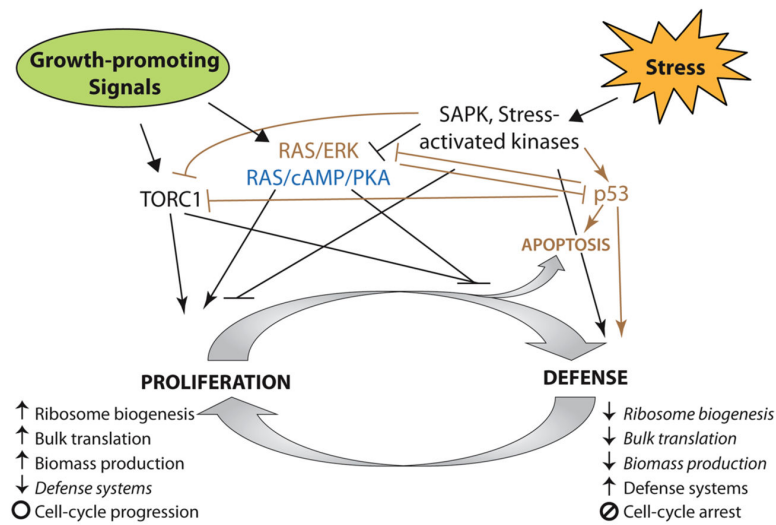 Growth-promoting
Signals
Stress
SAPK, Stress-
activated kinases
RAS/ERK
RAS/cAMP/PKA
TORC1
p53
APOPTOSIS
PROLIFERATION
↑ Ribosome biogenesis
↑ Bulk translation
↑ Biomass production
↓ Defense systems
Cell-cycle progression
DEFENSE
↓ Ribosome biogenesis
↓ Bulk translation
↓ Biomass production
↑ Defense systems
Cell-cycle arrest